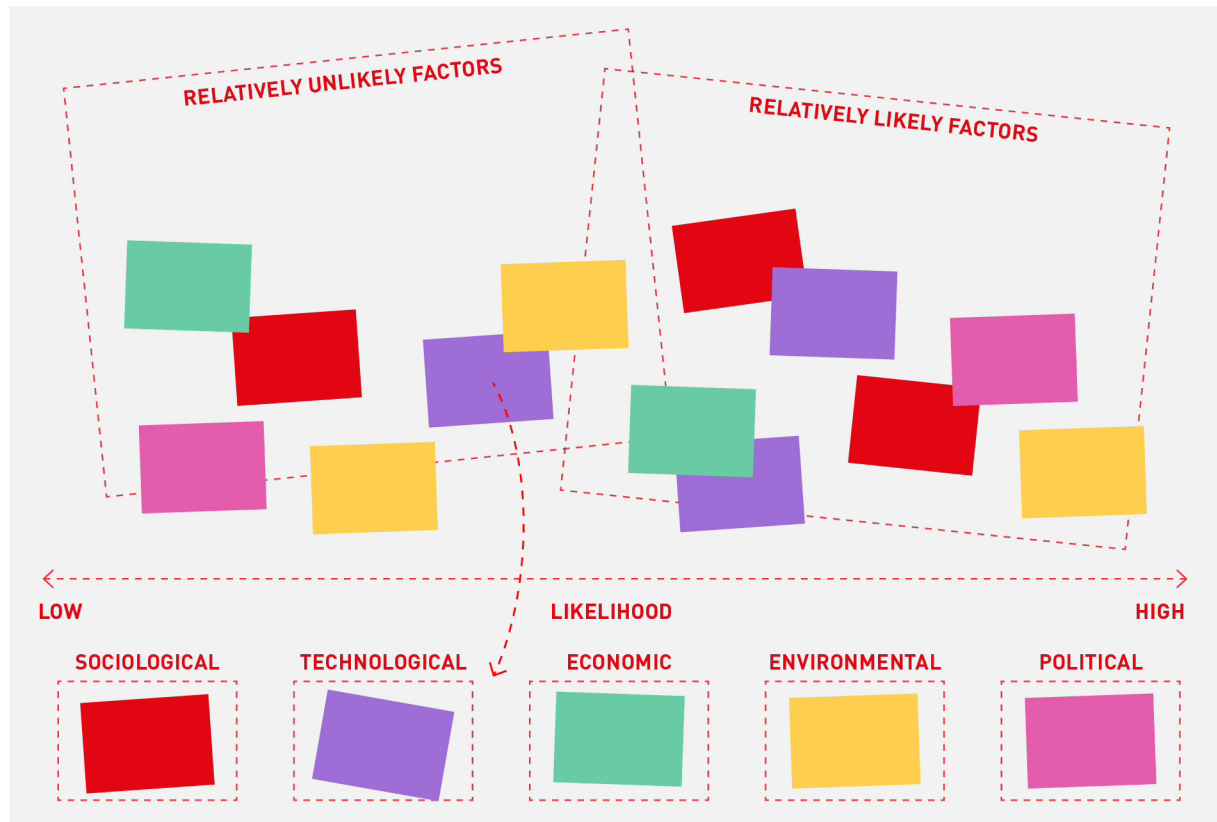 RELATIVELY UNLIKELY FACTORS
RELATIVELY LIKELY FACTORS
LOW
LIKELIHOOD
HIGH
SOCIOLOGICAL
TECHNOLOGICAL
ECONOMIC
ENVIRONMENTAL
POLITICAL